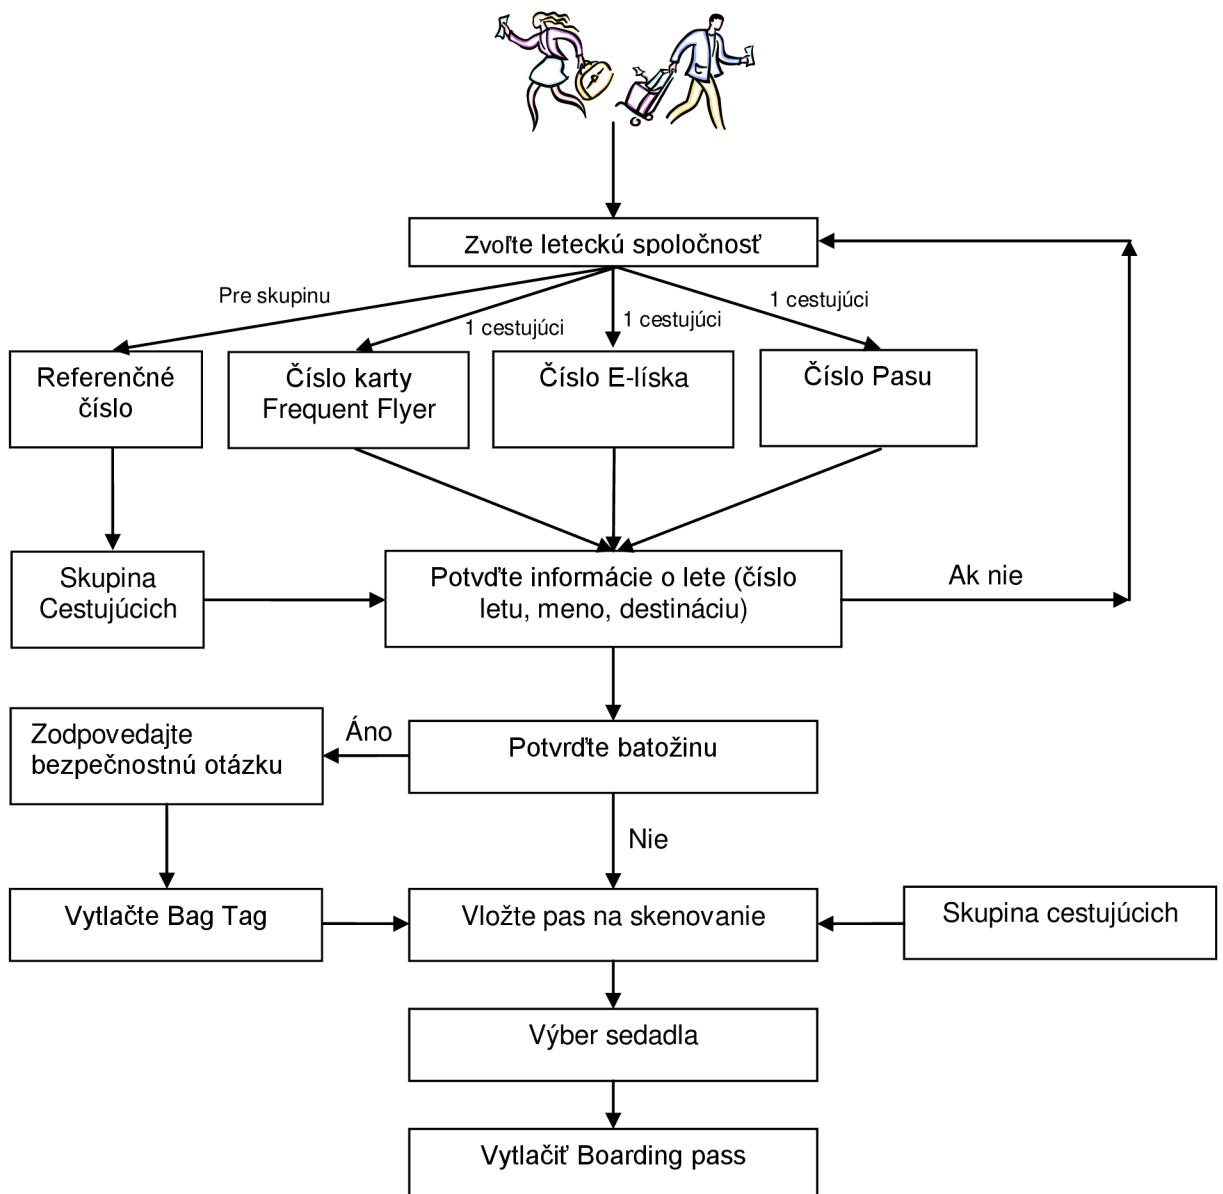 Zvoľte leteckú spoločnosť
Pre skupinu
1 cestujúci
1 cestujúci
1 cestujúci
Referenčné
číslo
Číslo karty
Frequent Flyer
Číslo E-líska
Číslo Pasu
Skupina
Cestujúcich
Potvďte informácie o lete (číslo
letu, meno, destináciu)
Ak nie
Zodpovedajte
bezpečnostnú otázku
Áno
Potvrďte batožinu
Nie
Vytlačte Bag Tag
Vložte pas na skenovanie
Skupina cestujúcich
Výber sedadla
Vytlačiť Boarding pass